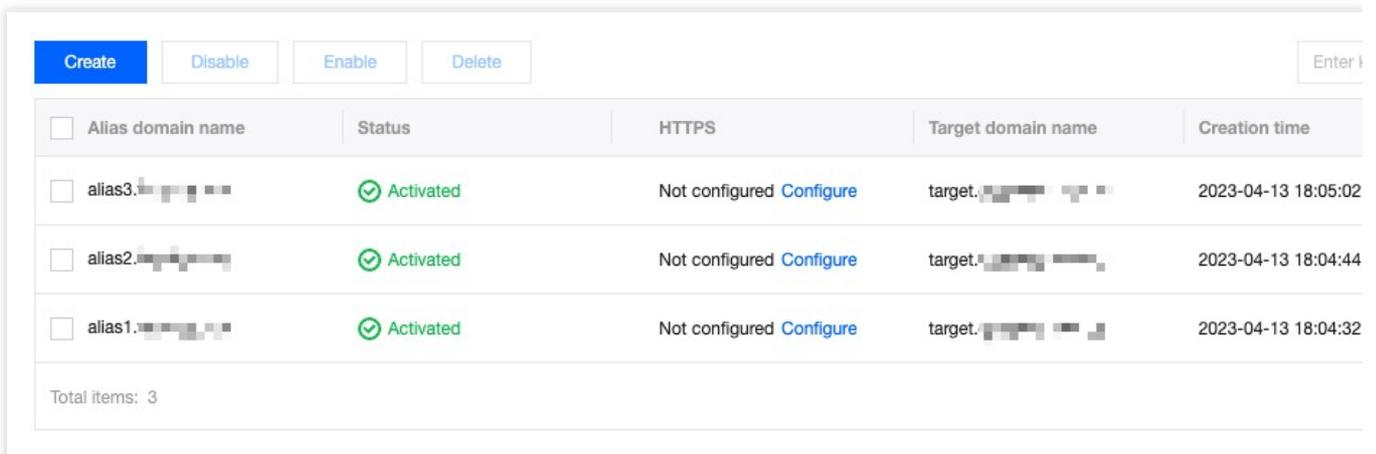 Create Disable Enable Delete Enter
Alias domain name Status HTTPS Target domain name Creation time
alias3. Activated Not configured Configure target. 2023-04-13 18:05:02
alias2. Activated Not configured Configure target. 2023-04-13 18:04:44
alias1. Activated Not configured Configure target. 2023-04-13 18:04:32
Total items: 3